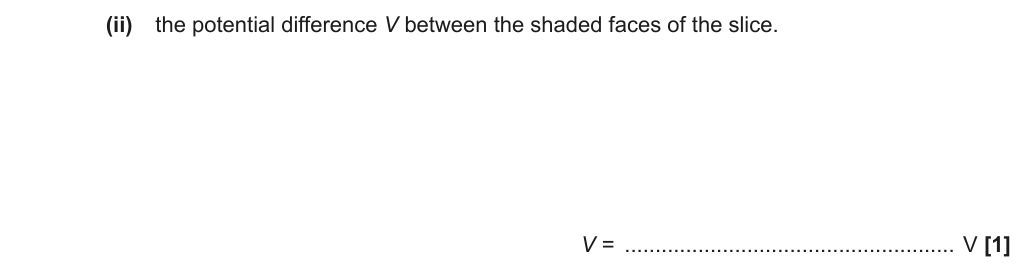 (ii) the potential difference V between the shaded faces of the slice.
V = ...................................................... V [1]